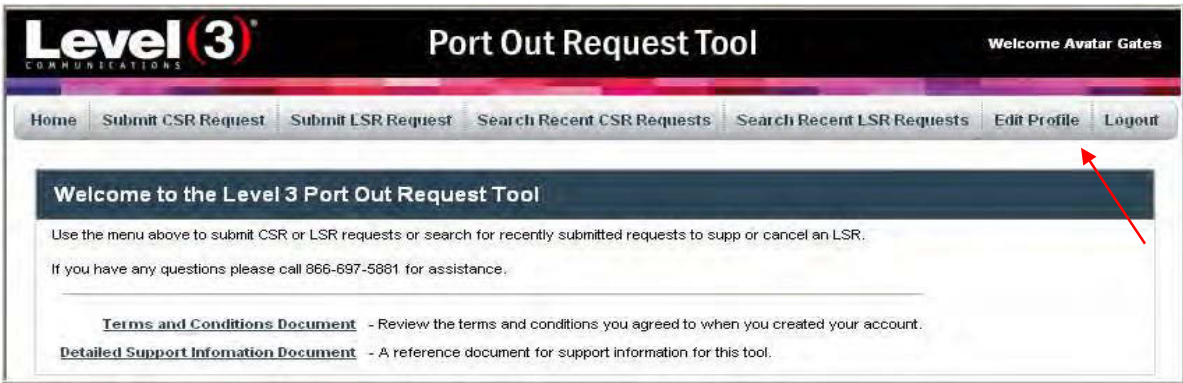 Level(3)
COMMUNICATIONS
Port Out Request Tool
Welcome Avatar Gates
Home Submit CSR Request Submit LSR Request Search Recent CSR Requests Search Recent LSR Requests Edit Profile Logout
Welcome to the Level 3 Port Out Request Tool
Use the menu above to submit CSR or LSR requests or search for recently submitted requests to supp or cancel an LSR.
If you have any questions please call 866-697-5881 for assistance.
Terms and Conditions Document - Review the terms and conditions you agreed to when you created your account.
Detailed Support Infomation Document - A reference document for support information for this tool.